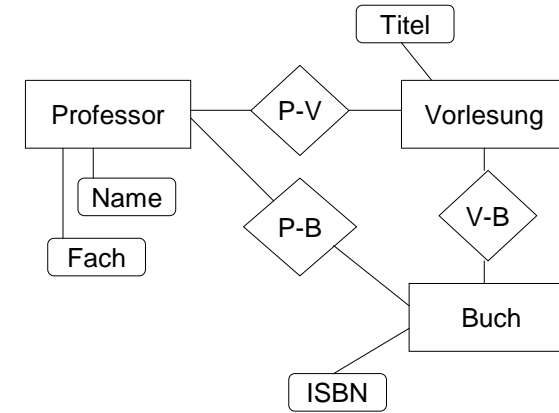 Titel
Professor
P-V
Vorlesung
Name
P-B
V-B
Fach
Buch
ISBN